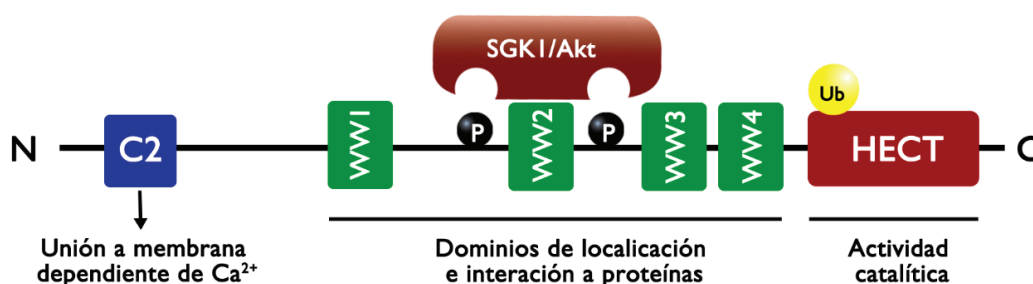 SGK1/Akt
Ub
N C2 WW1 P WW2 P WW3 WW4 HECT C
Unión a membrana
dependiente de Ca²⁺
Dominios de localización
e interación a proteínas
Actividad
catalítica